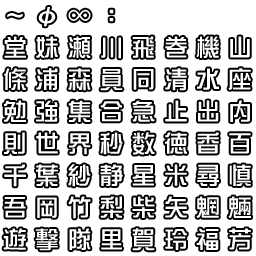 ~ φ ∞ :
堂 妹 瀬 川 飛 巻 機 山
條 浦 森 員 同 清 水 座
勉 強 集 合 急 止 出 内
則 世 界 秒 数 徳 香 百
千 葉 紗 静 星 米 尋 慎
吾 岡 竹 梨 柴 矢 魍 魎
遊 撃 隊 里 賀 玲 福 芳